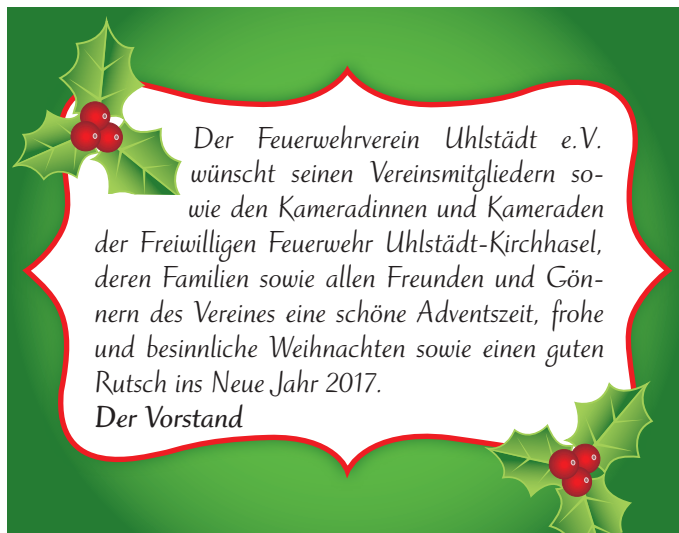 Der Feuerwehrverein Uhlstädt e.V.
wünscht seinen Vereinsmitgliedern so-
wie den Kameradinnen und Kameraden
der Freiwilligen Feuerwehr Uhlstädt-Kirchhasel,
deren Familien sowie allen Freunden und Gön-
nern des Vereines eine schöne Adventszeit, frohe
und besinnliche Weihnachten sowie einen guten
Rutsch ins Neue Jahr 2017.
Der Vorstand